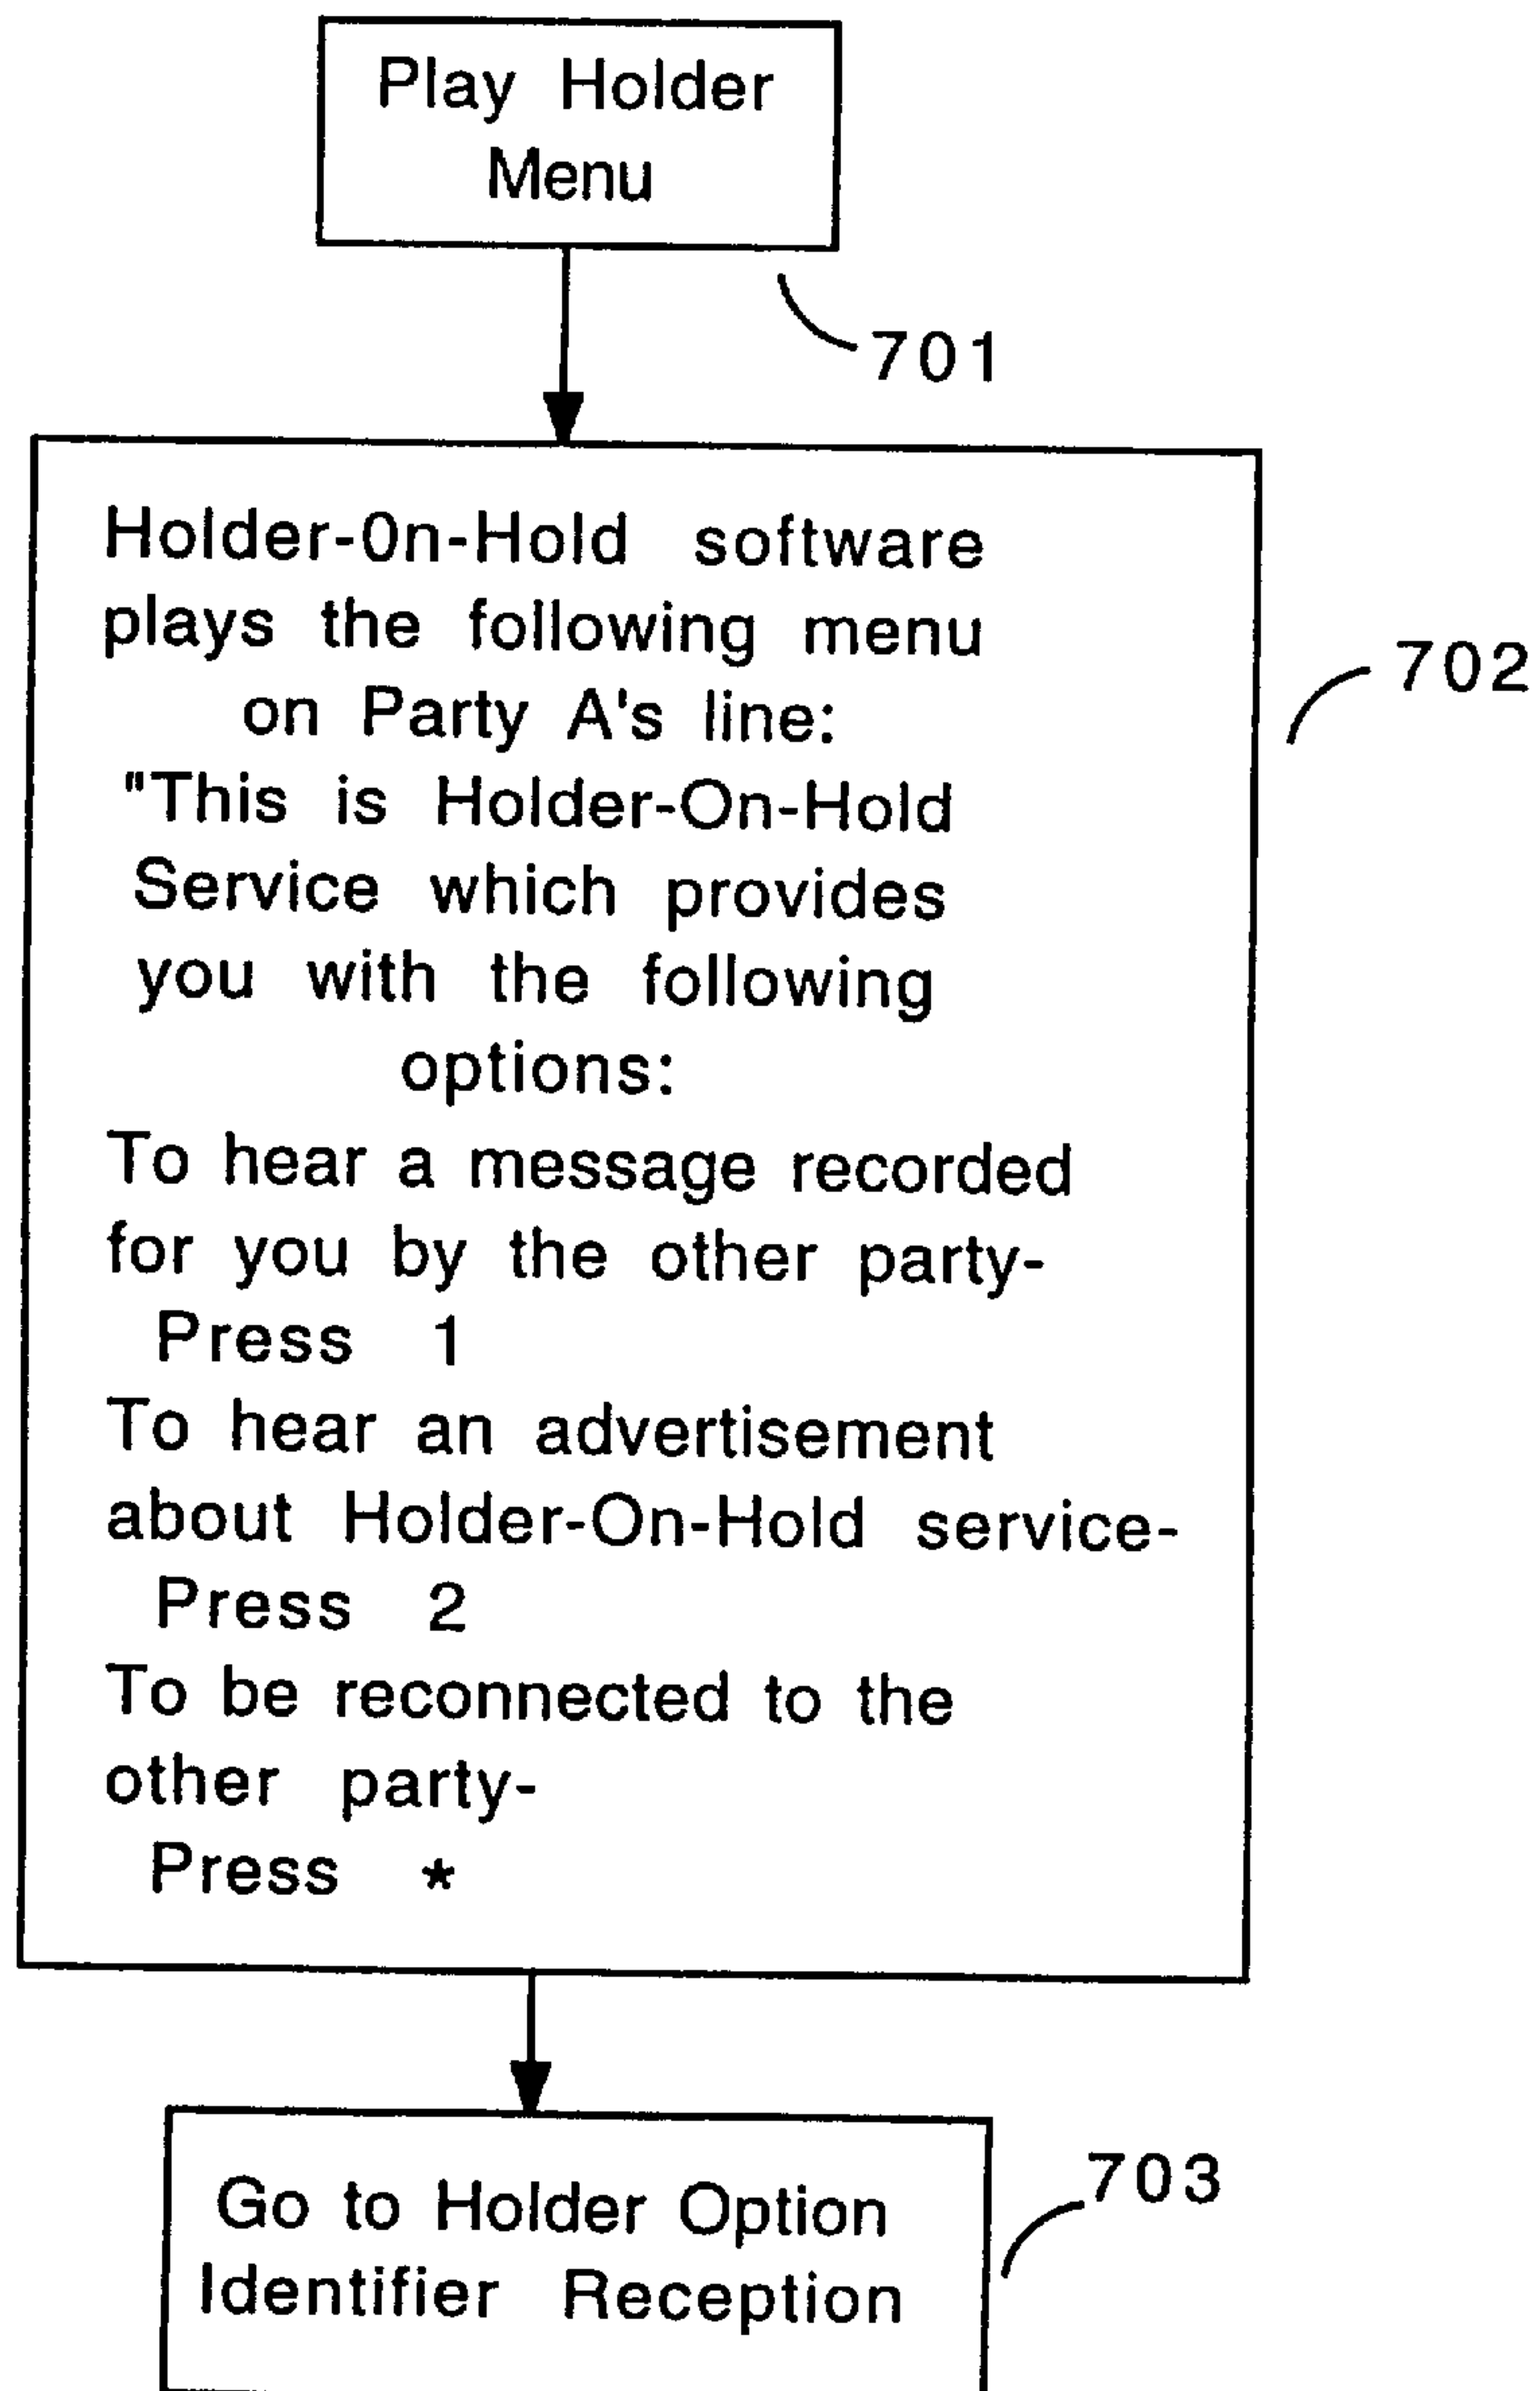 Play Holder
Menu
701
Holder-On-Hold software
plays the following menu
on Party A's line:
"This is Holder-On-Hold
Service which provides
you with the following
options:
To hear a message recorded
for you by the other party-
Press 1
To hear an advertisement
about Holder-On-Hold service-
Press 2
To be reconnected to the
other party-
Press *
702
Go to Holder Option
Identifier Reception
703